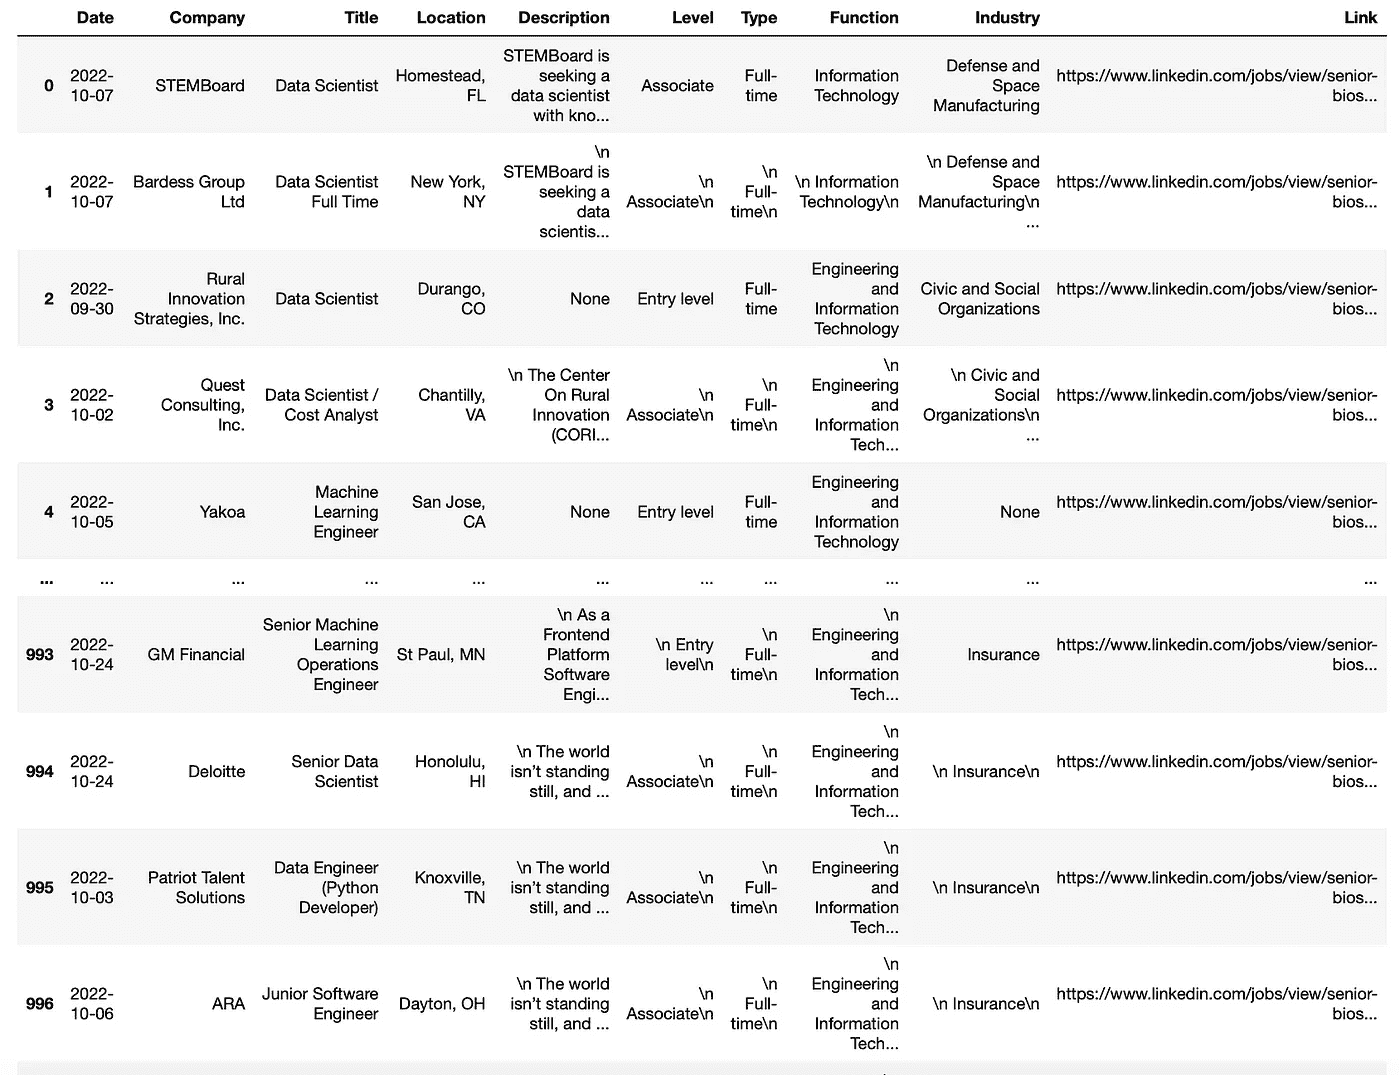 Date Company Title Location Description Level Type Function Industry Link
0 2022-10-07 STEMBoard Data Scientist Homestead, FL STEMBoard is seeking a data scientist with kno... Associate Full-time Information Technology Defense and Space Manufacturing https://www.linkedin.com/jobs/view/senior-bios...
1 2022-10-07 Bardess Group Ltd Data Scientist Full Time New York, NY \n STEMBoard is seeking a data scientis... \n Associate\n \n Full-time\n \n Information Technology\n \n Defense and Space Manufacturing\n ... https://www.linkedin.com/jobs/view/senior-bios...
2 2022-09-30 Rural Innovation Strategies, Inc. Data Scientist Durango, CO None Entry level Full-time Engineering and Information Technology Civic and Social Organizations https://www.linkedin.com/jobs/view/senior-bios...
3 2022-10-02 Quest Consulting, Inc. Data Scientist / Cost Analyst Chantilly, VA \n The Center On Rural Innovation (CORI... \n Associate\n \n Full-time\n \n Engineering and Information Tech... \n Civic and Social Organizations\n ... https://www.linkedin.com/jobs/view/senior-bios...
4 2022-10-05 Yakoa Machine Learning Engineer San Jose, CA None Entry level Full-time Engineering and Information Technology None https://www.linkedin.com/jobs/view/senior-bios...
... ... ... ... ... ... ... ... ... ... ...
993 2022-10-24 GM Financial Senior Machine Learning Operations Engineer St Paul, MN \n As a Frontend Platform Software Engi... \n Entry level\n \n Full-time\n \n Engineering and Information Tech... Insurance https://www.linkedin.com/jobs/view/senior-bios...
994 2022-10-24 Deloitte Senior Data Scientist Honolulu, HI \n The world isn’t standing still, and ... \n Associate\n \n Full-time\n \n Engineering and Information Tech... \n Insurance\n https://www.linkedin.com/jobs/view/senior-bios...
995 2022-10-03 Patriot Talent Solutions Data Engineer (Python Developer) Knoxville, TN \n The world isn’t standing still, and ... \n Associate\n \n Full-time\n \n Engineering and Information Tech... \n Insurance\n https://www.linkedin.com/jobs/view/senior-bios...
996 2022-10-06 ARA Junior Software Engineer Dayton, OH \n The world isn’t standing still, and ... \n Associate\n \n Full-time\n \n Engineering and Information Tech... \n Insurance\n https://www.linkedin.com/jobs/view/senior-bios...